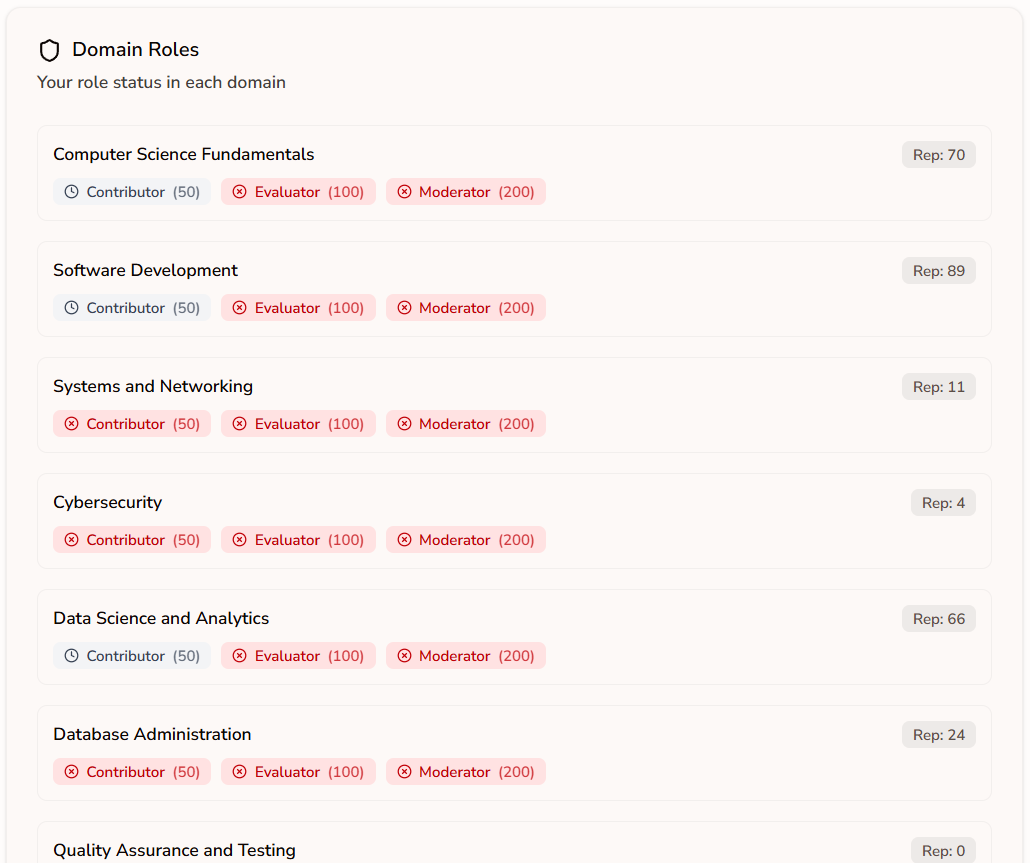 Domain Roles
Your role status in each domain
Computer Science Fundamentals
Rep: 70
Contributor (50) Evaluator (100) Moderator (200)
Software Development
Rep: 89
Contributor (50) Evaluator (100) Moderator (200)
Systems and Networking
Rep: 11
Contributor (50) Evaluator (100) Moderator (200)
Cybersecurity
Rep: 4
Contributor (50) Evaluator (100) Moderator (200)
Data Science and Analytics
Rep: 66
Contributor (50) Evaluator (100) Moderator (200)
Database Administration
Rep: 24
Contributor (50) Evaluator (100) Moderator (200)
Quality Assurance and Testing
Rep: 0